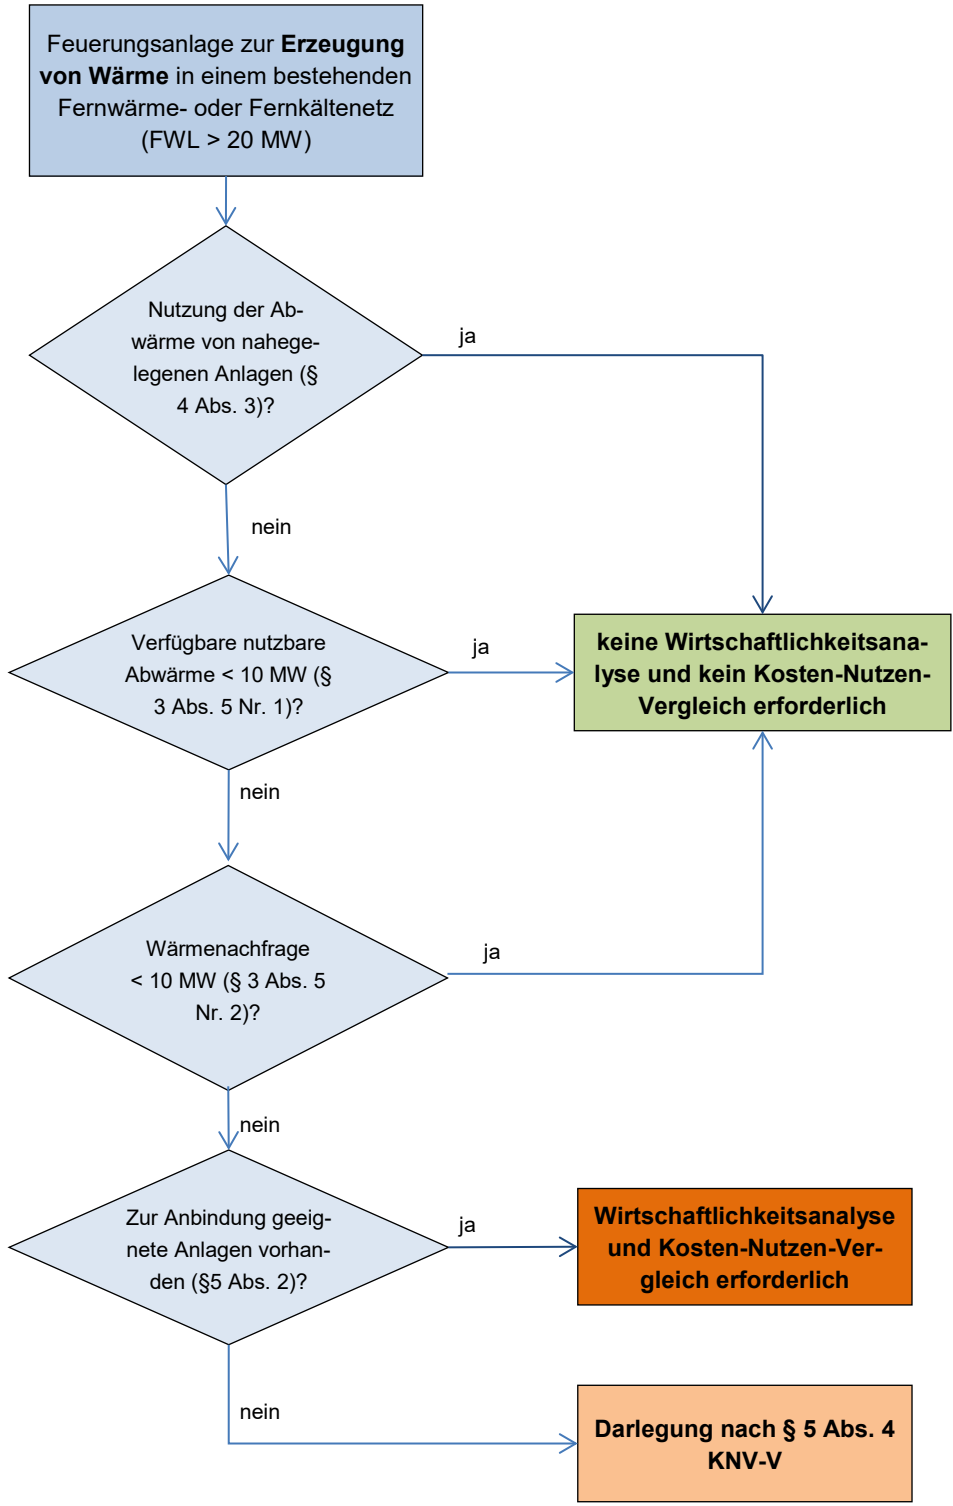 Feuerungsanlage zur Erzeugung
von Wärme in einem bestehenden
Fernwärme- oder Fernkältenetz
(FWL > 20 MW)
Nutzung der Ab-
wärme von nahege-
legenen Anlagen (§
4 Abs. 3)?
ja
nein
Verfügbare nutzbare
Abwärme < 10 MW (§
3 Abs. 5 Nr. 1)?
ja
keine Wirtschaftlichkeitsana-
lyse und kein Kosten-Nutzen-
Vergleich erforderlich
nein
Wärmenachfrage
< 10 MW (§ 3 Abs. 5
Nr. 2)?
ja
nein
Zur Anbindung geeig-
nete Anlagen vorhan-
den (§5 Abs. 2)?
ja
Wirtschaftlichkeitsanalyse
und Kosten-Nutzen-Ver-
gleich erforderlich
nein
Darlegung nach § 5 Abs. 4
KNV-V